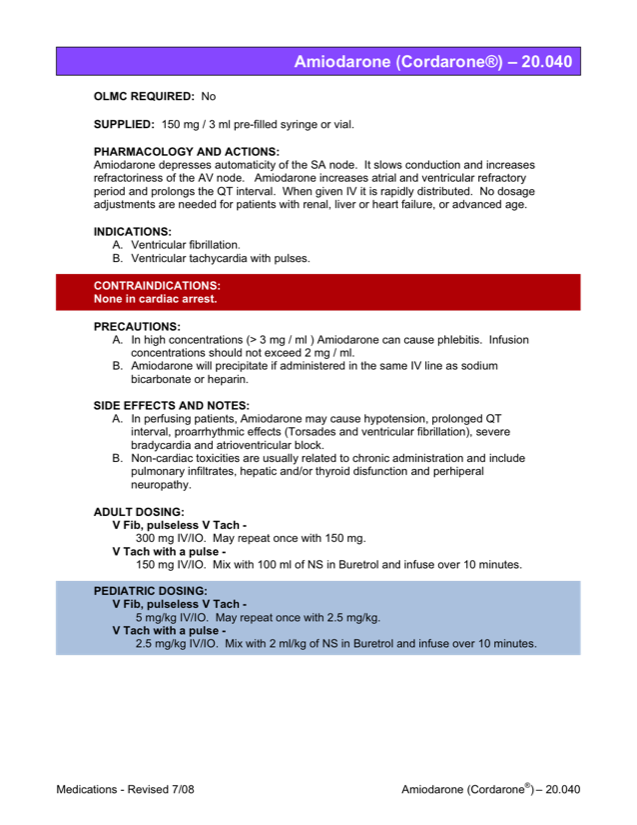 Amiodarone (Cordarone®) – 20.040
OLMC REQUIRED: No
SUPPLIED: 150 mg / 3 ml pre-filled syringe or vial.
PHARMACOLOGY AND ACTIONS:
Amiodarone depresses automaticity of the SA node. It slows conduction and increases
refractoriness of the AV node. Amiodarone increases atrial and ventricular refractory
period and prolongs the QT interval. When given IV it is rapidly distributed. No dosage
adjustments are needed for patients with renal, liver or heart failure, or advanced age.
INDICATIONS:
A. Ventricular fibrillation.
B. Ventricular tachycardia with pulses.
CONTRAINDICATIONS:
None in cardiac arrest.
PRECAUTIONS:
A. In high concentrations (> 3 mg / ml ) Amiodarone can cause phlebitis. Infusion
concentrations should not exceed 2 mg / ml.
B. Amiodarone will precipitate if administered in the same IV line as sodium
bicarbonate or heparin.
SIDE EFFECTS AND NOTES:
A. In perfusing patients, Amiodarone may cause hypotension, prolonged QT
interval, proarrhythmic effects (Torsades and ventricular fibrillation), severe
bradycardia and atrioventricular block.
B. Non-cardiac toxicities are usually related to chronic administration and include
pulmonary infiltrates, hepatic and/or thyroid disfunction and perhiperal
neuropathy.
ADULT DOSING:
V Fib, pulseless V Tach -
300 mg IV/IO. May repeat once with 150 mg.
V Tach with a pulse -
150 mg IV/IO. Mix with 100 ml of NS in Buretrol and infuse over 10 minutes.
PEDIATRIC DOSING:
V Fib, pulseless V Tach -
5 mg/kg IV/IO. May repeat once with 2.5 mg/kg.
V Tach with a pulse -
2.5 mg/kg IV/IO. Mix with 2 ml/kg of NS in Buretrol and infuse over 10 minutes.
Medications - Revised 7/08 Amiodarone (Cordarone®) – 20.040